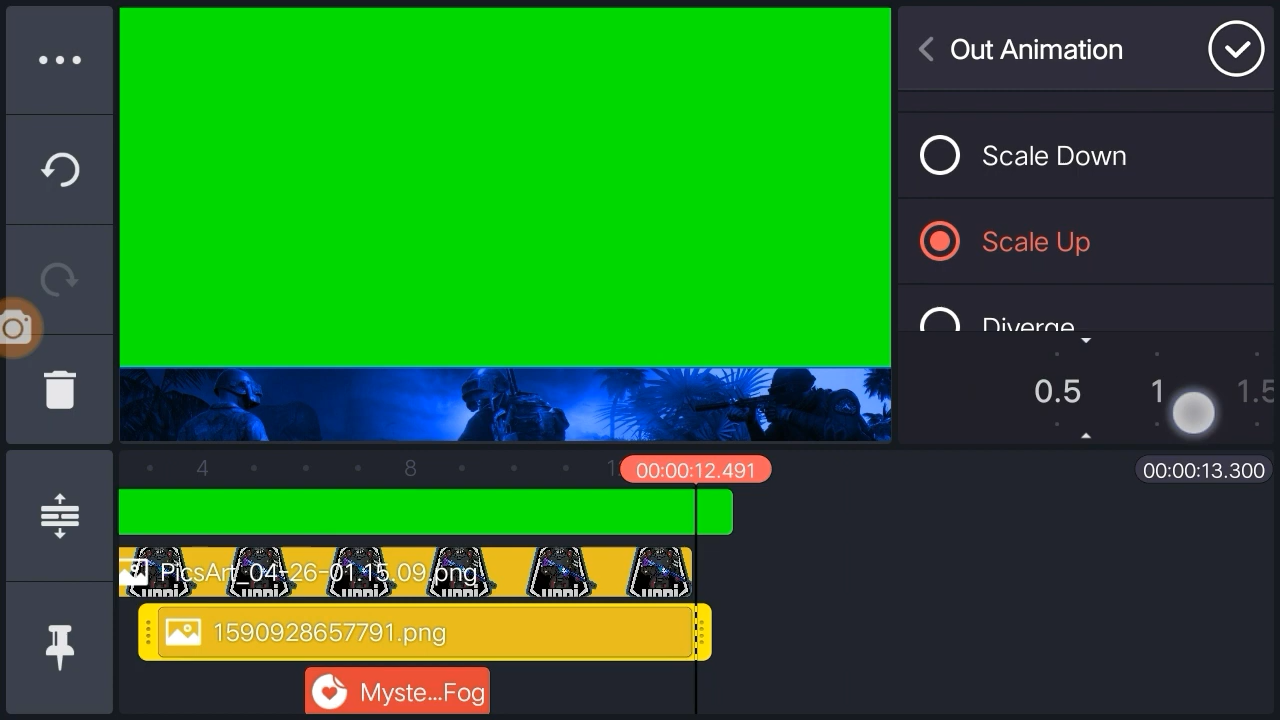 Out Animation
Scale Down
Scale Up
Diverge
0.5 1 1.5
4 8 1 00:00:12.491 00:00:13.300
PicsArt_04-26-01.15.09.png
1590928657791.png
Myste...Fog